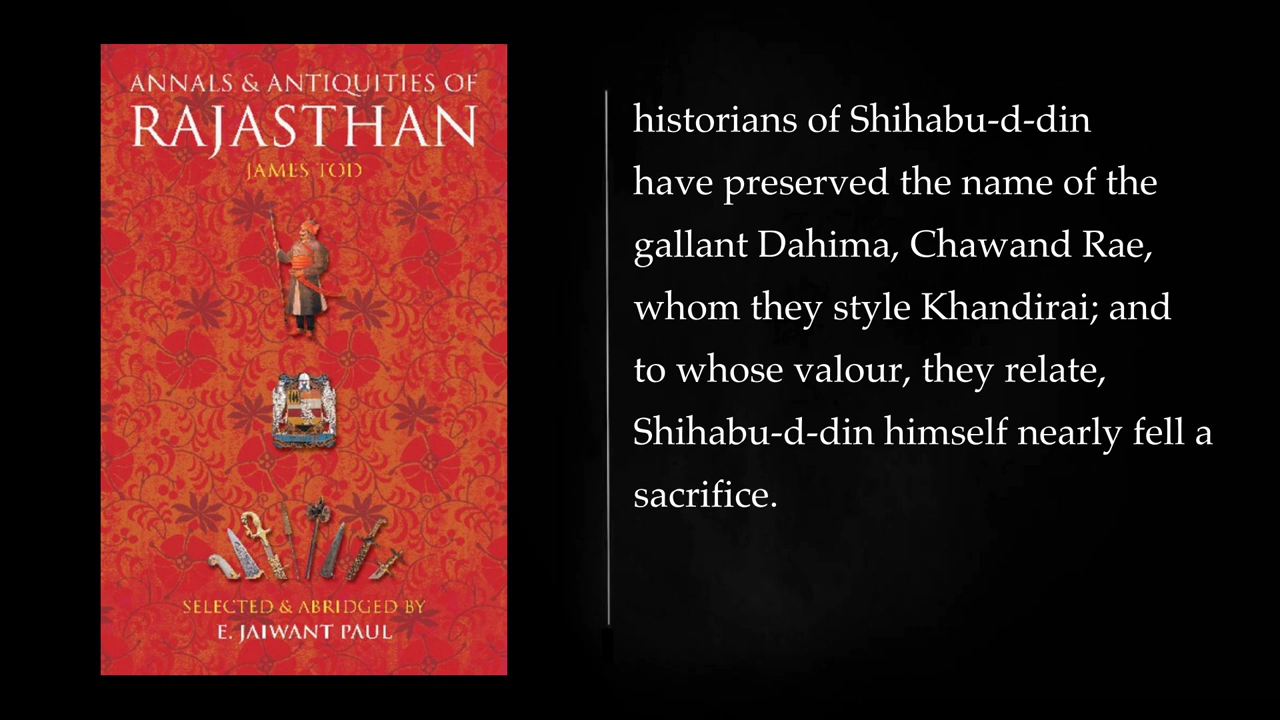 ANNALS & ANTIQUITIES OF
RAJASTHAN
JAMES TOD
SELECTED & ABRIDGED BY
E. JAIWANT PAUL
historians of Shihabu-d-din
have preserved the name of the
gallant Dahima, Chawand Rae,
whom they style Khandirai; and
to whose valour, they relate,
Shihabu-d-din himself nearly fell a
sacrifice.